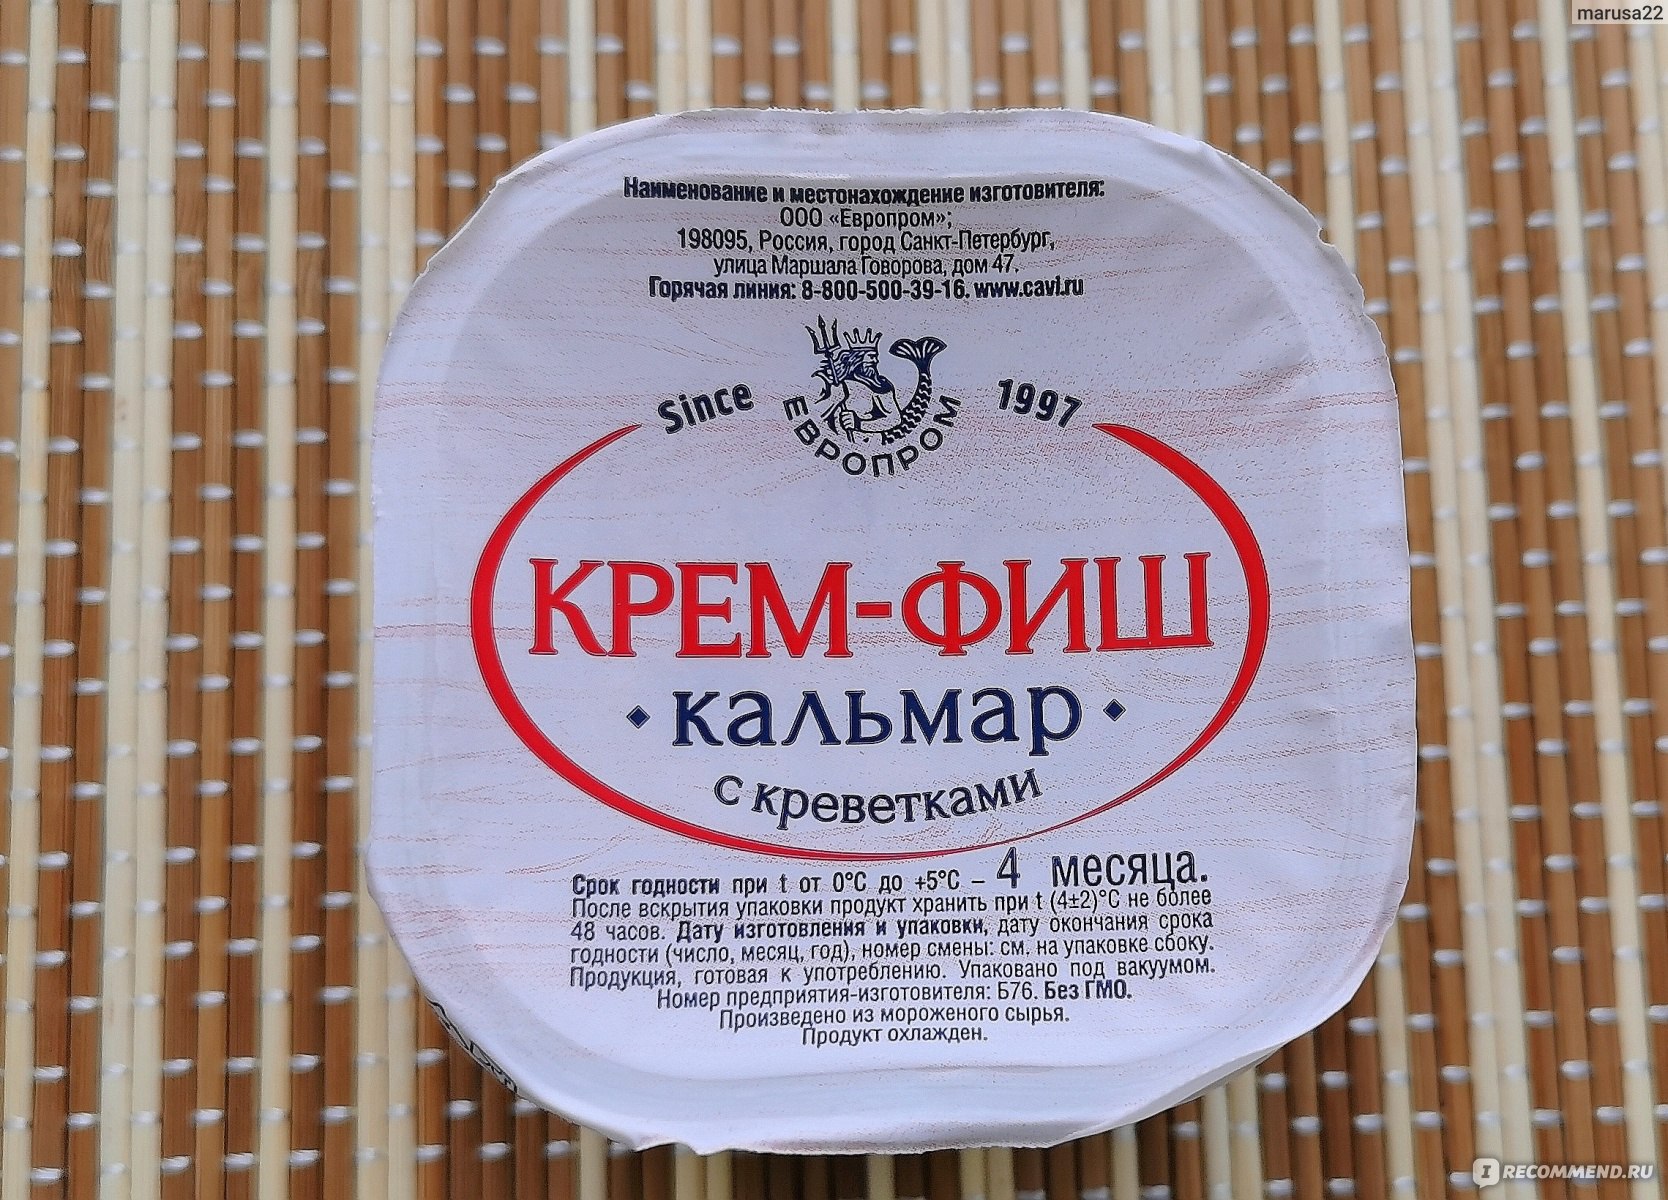 marusa22
Наименование и местонахождение изготовителя:
ООО «Европром»;
198095, Россия, город Санкт-Петербург,
улица Маршала Говорова, дом 47.
Горячая линия: 8-800-500-39-16. www.cavi.ru
Since 1997
ЕВРОПРОМ
КРЕМ-ФИШ
кальмар
с креветками
Срок годности при t от 0°С до +5°С – 4 месяца.
После вскрытия упаковки продукт хранить при t (4±2)°С не более
48 часов. Дату изготовления и упаковки, дату окончания срока
годности (число, месяц, год), номер смены: см. на упаковке сбоку.
Продукция, готовая к употреблению. Упаковано под вакуумом.
Номер предприятия-изготовителя: Б76. Без ГМО.
Произведено из мороженого сырья.
Продукт охлажден.
IRECOMMEND.RU